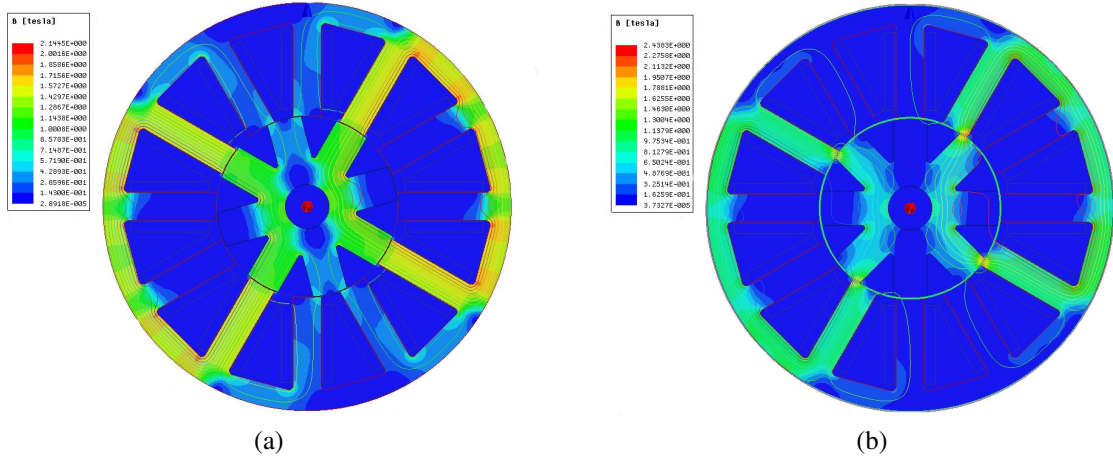 B [tesla]
2.1445E+000
2.0016E+000
1.8586E+000
1.7156E+000
1.5727E+000
1.4297E+000
1.2867E+000
1.1438E+000
1.0008E+000
8.5783E-001
7.1487E-001
5.7190E-001
4.2893E-001
2.8596E-001
1.4300E-001
2.8918E-005
B [tesla]
2.4383E+000
2.2758E+000
2.1132E+000
1.9507E+000
1.7881E+000
1.6255E+000
1.4630E+000
1.3004E+000
1.1379E+000
9.7534E-001
8.1279E-001
6.5024E-001
4.8769E-001
3.2514E-001
1.6259E-001
3.7327E-005
(a)
(b)